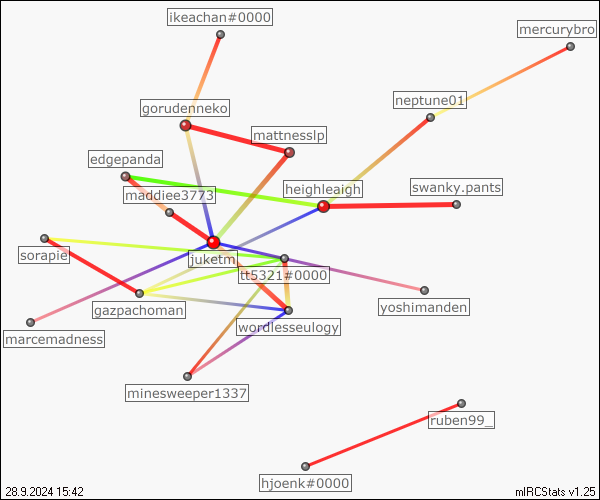 ikeachan#0000
mercurybro
neptune01
gorudenneko
mattnesslp
edgepanda
maddiee3773
heighleaigh
swanky.pants
sorapie
juketm
tt5321#0000
gazpachoman
yoshimanden
wordlesseulogy
marcemadness
minesweeper1337
ruben99_
hjoenk#0000
28.9.2024 15:42
mIRCStats v1.25